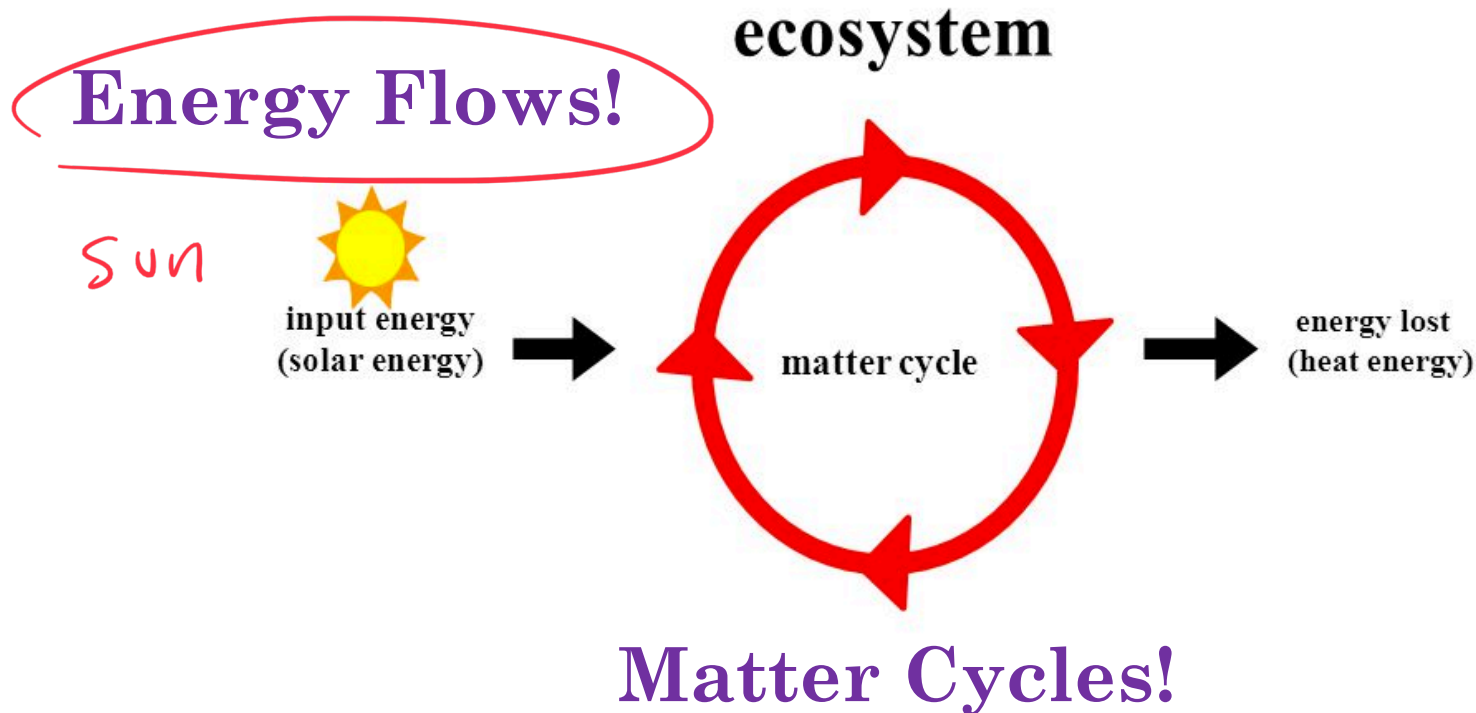 ecosystem
Energy Flows!
sun
input energy
(solar energy)
matter cycle
energy lost
(heat energy)
Matter Cycles!